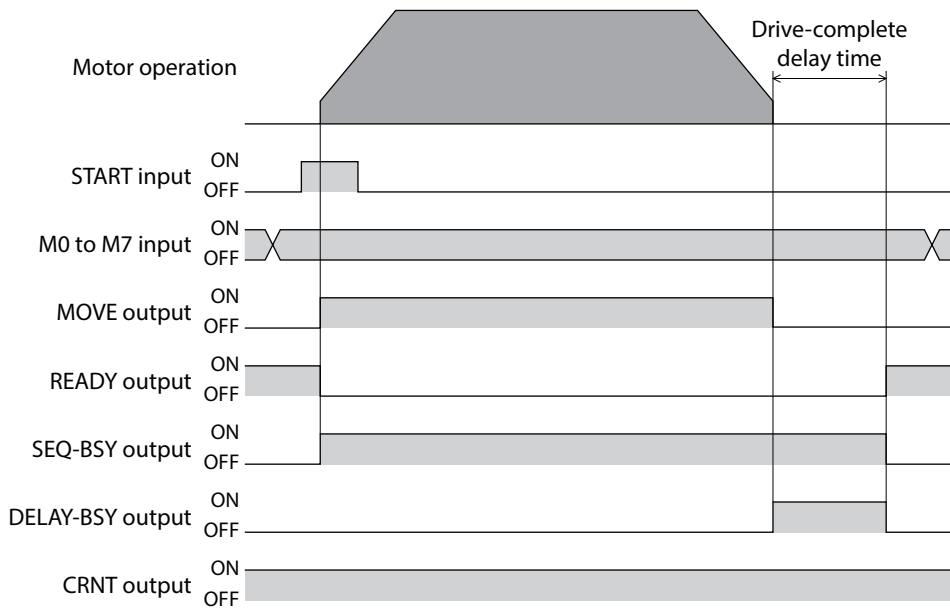 Drive-complete
delay time
Motor operation
START input
ON
OFF
M0 to M7 input
ON
OFF
MOVE output
ON
OFF
READY output
ON
OFF
SEQ-BSY output
ON
OFF
DELAY-BSY output
ON
OFF
CRNT output
ON
OFF